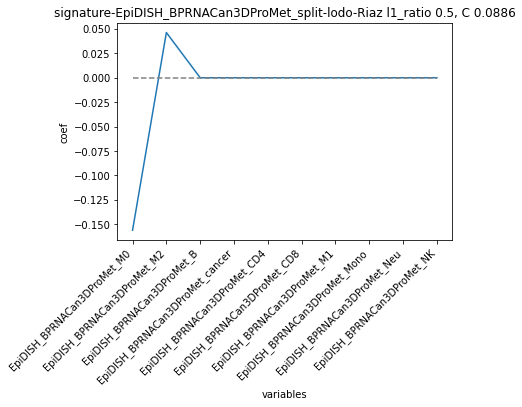 signature-EpiDISH_BPRNACan3DProMet_split-lodo-Riaz l1_ratio 0.5, C 0.0886
0.050
0.025
0.000
−0.025
−0.050
−0.075
−0.100
−0.125
−0.150
coef
EpiDISH_BPRNACan3DProMet_M0
EpiDISH_BPRNACan3DProMet_M2
EpiDISH_BPRNACan3DProMet_B
EpiDISH_BPRNACan3DProMet_cancer
EpiDISH_BPRNACan3DProMet_CD4
EpiDISH_BPRNACan3DProMet_CD8
EpiDISH_BPRNACan3DProMet_M1
EpiDISH_BPRNACan3DProMet_Mono
EpiDISH_BPRNACan3DProMet_Neu
EpiDISH_BPRNACan3DProMet_NK
variables